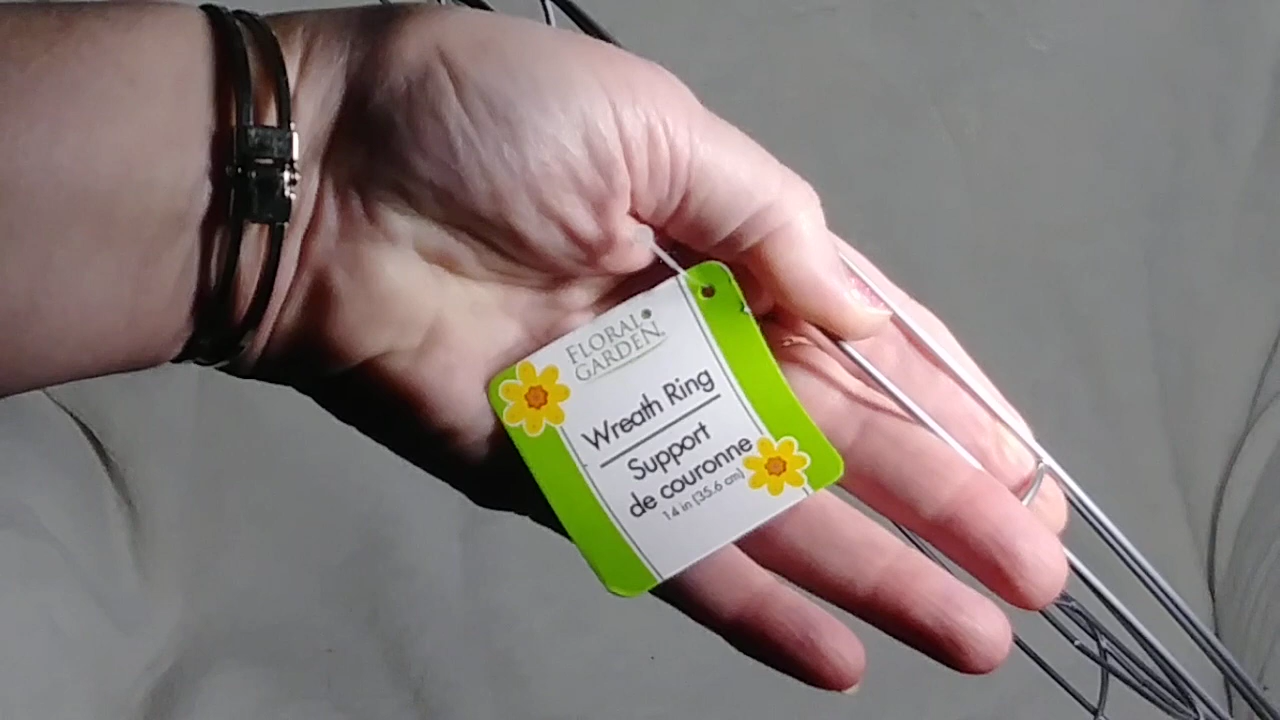 FLORAL
GARDEN
Wreath Ring
Support
de couronne
14 in (35.6 cm)